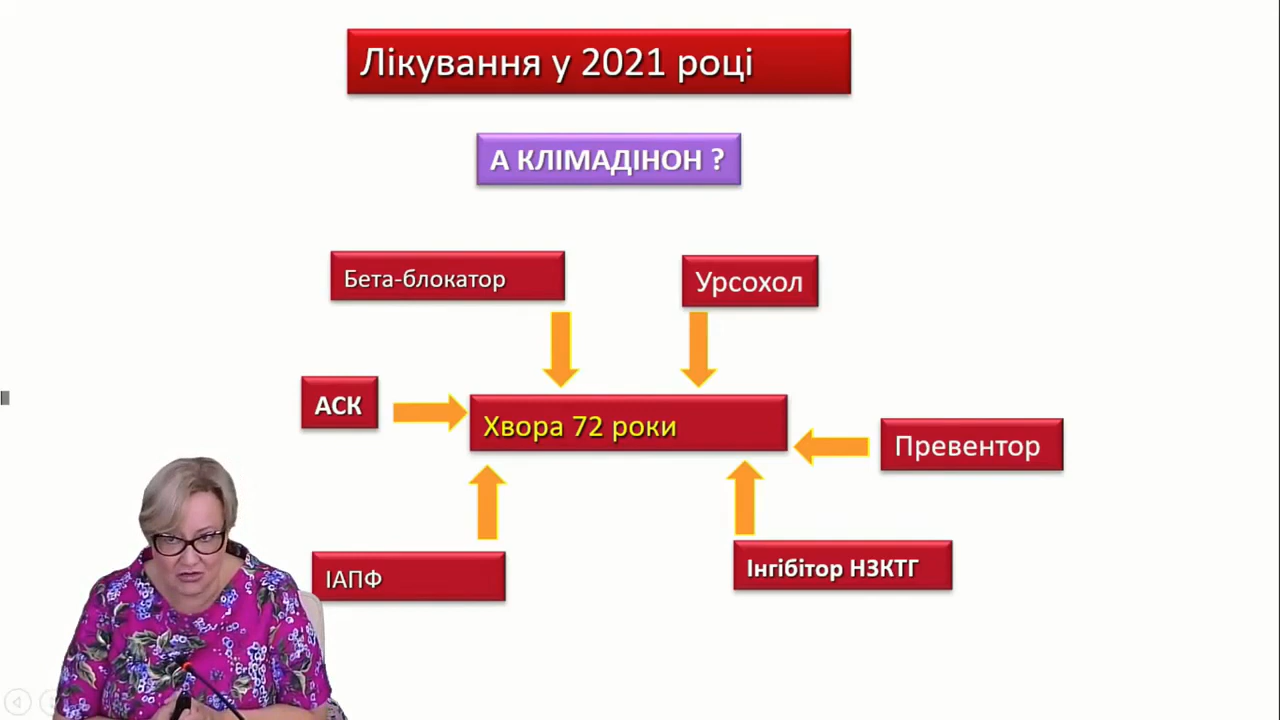 Лікування у 2021 році
А КЛІМАДІНОН ?
Бета-блокатор
Урсохол
АСК
Хвора 72 роки
Превентор
ІАПФ
Інгібітор НЗКТГ